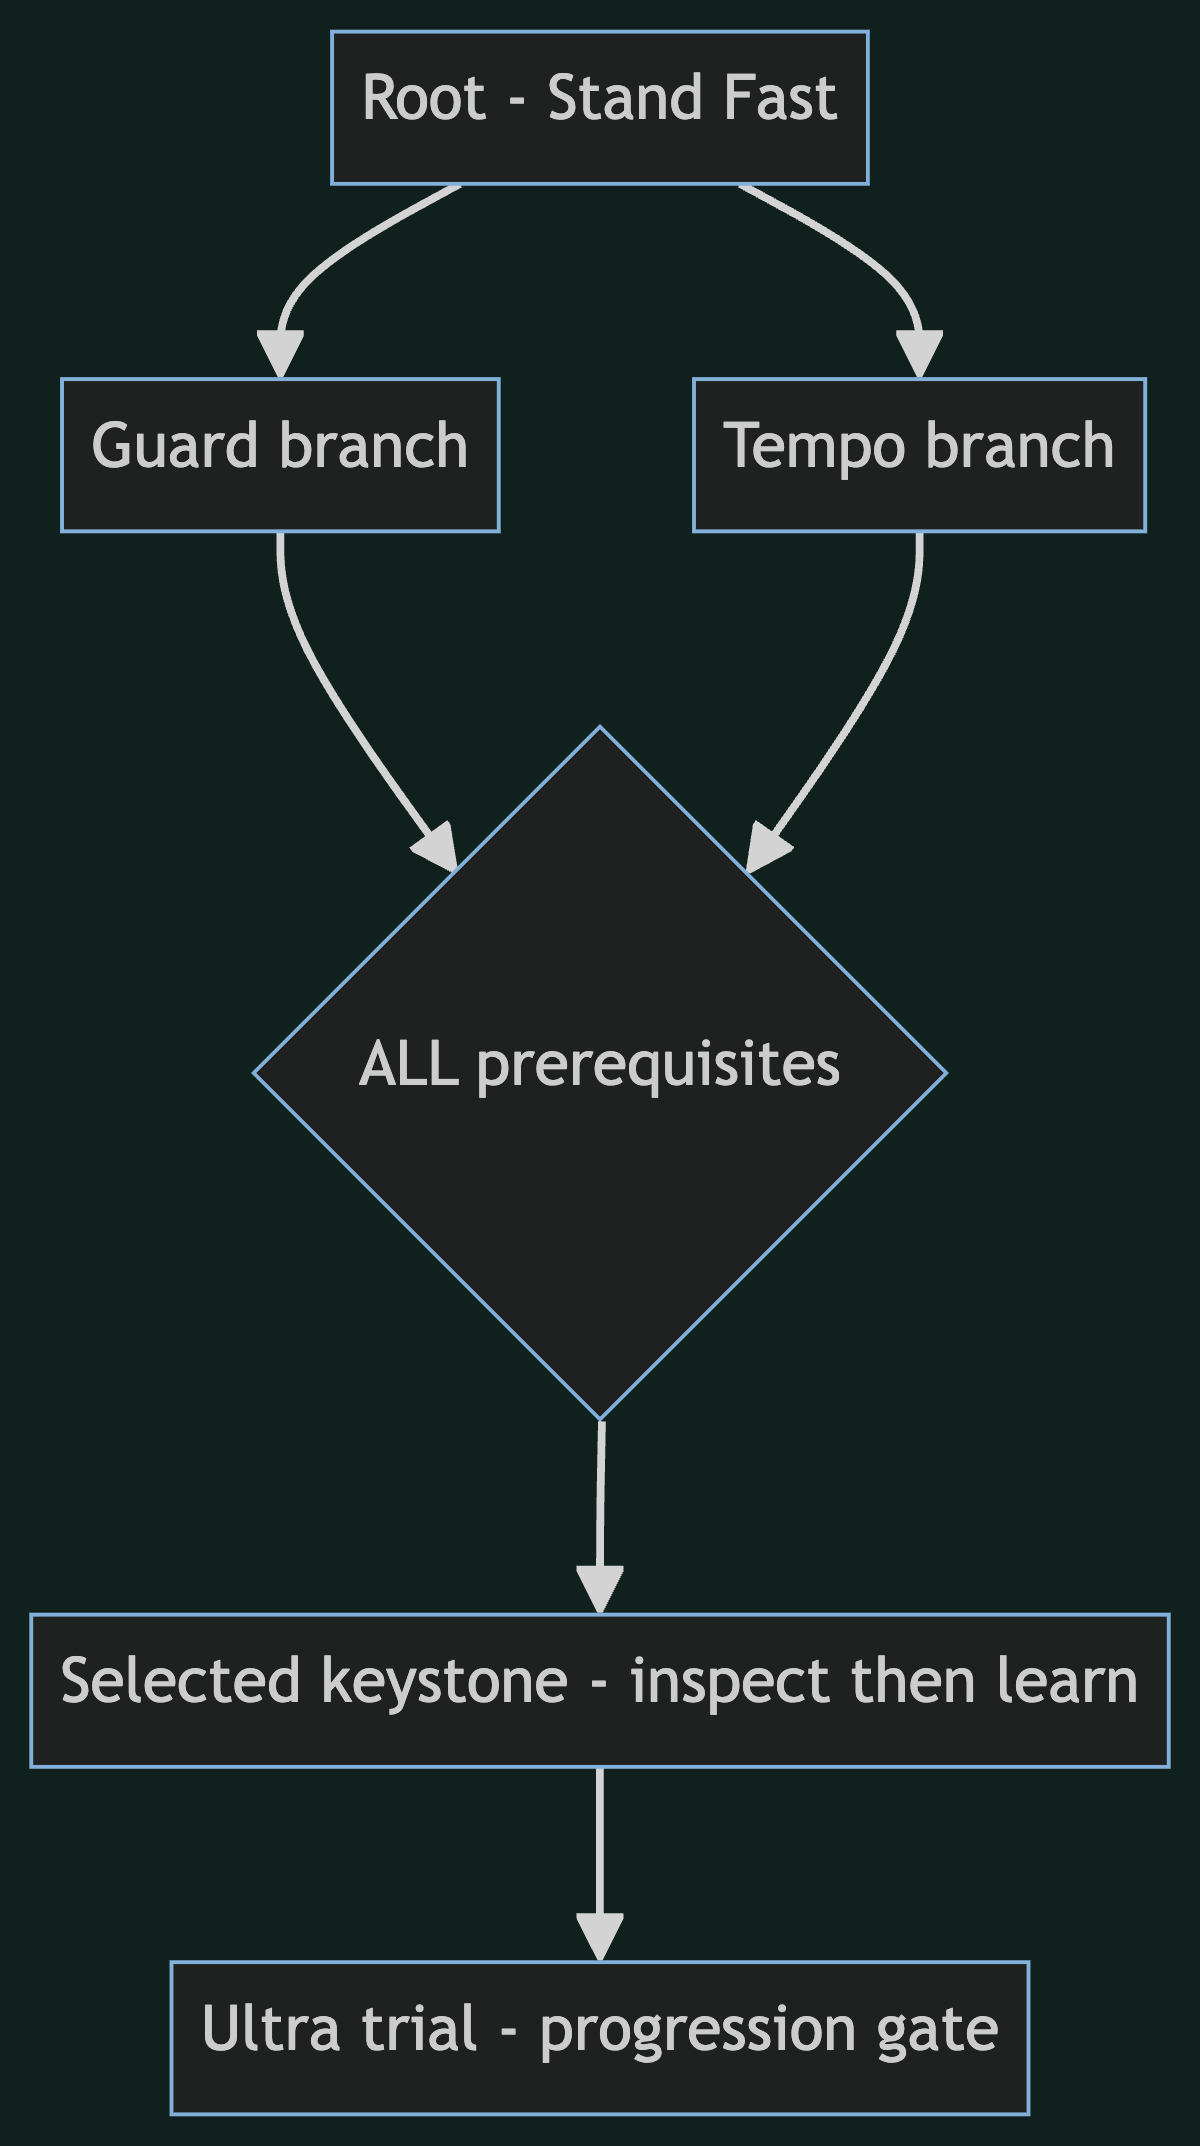 Root - Stand Fast
Guard branch
Tempo branch
ALL prerequisites
Selected keystone - inspect then learn
Ultra trial - progression gate